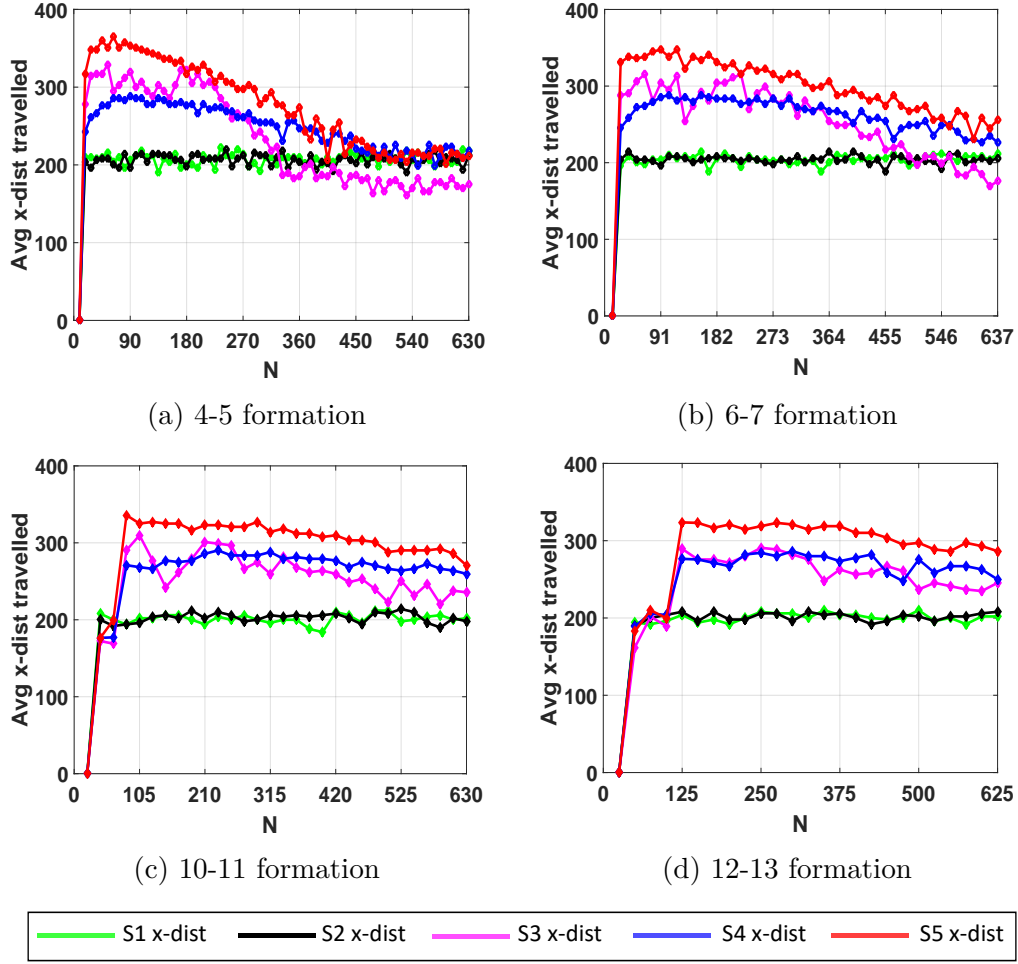 400
300
200
100
0
Avg x-dist travelled
0 90 180 270 360 450 540 630
N
(a) 4-5 formation
400
300
200
100
0
Avg x-dist travelled
0 91 182 273 364 455 546 637
N
(b) 6-7 formation
400
300
200
100
0
Avg x-dist travelled
0 105 210 315 420 525 630
N
(c) 10-11 formation
400
300
200
100
0
Avg x-dist travelled
0 125 250 375 500 625
N
(d) 12-13 formation
S1 x-dist S2 x-dist S3 x-dist S4 x-dist S5 x-dist